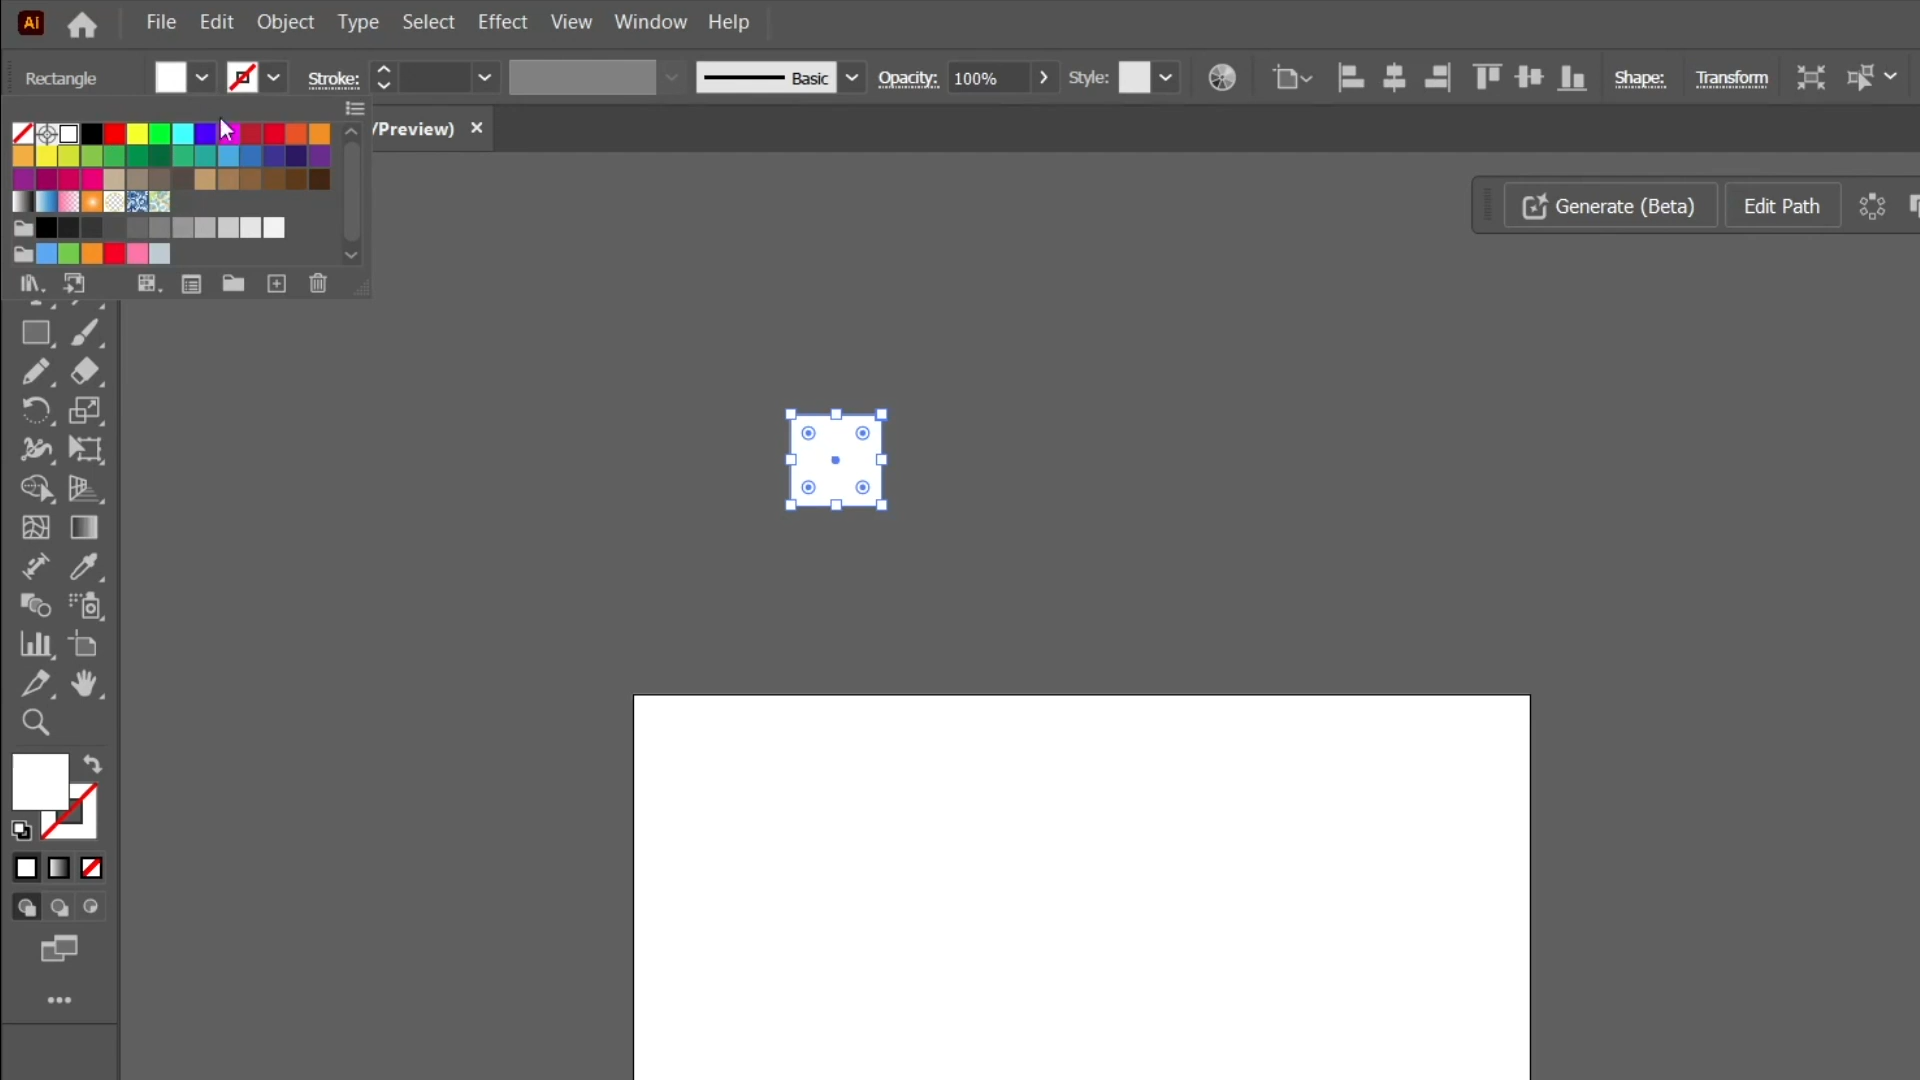 Ai File Edit Object Type Select Effect View Window Help
Rectangle Stroke: Basic Opacity: 100% Style: Shape: Transform
/Preview) ×
Generate (Beta) Edit Path